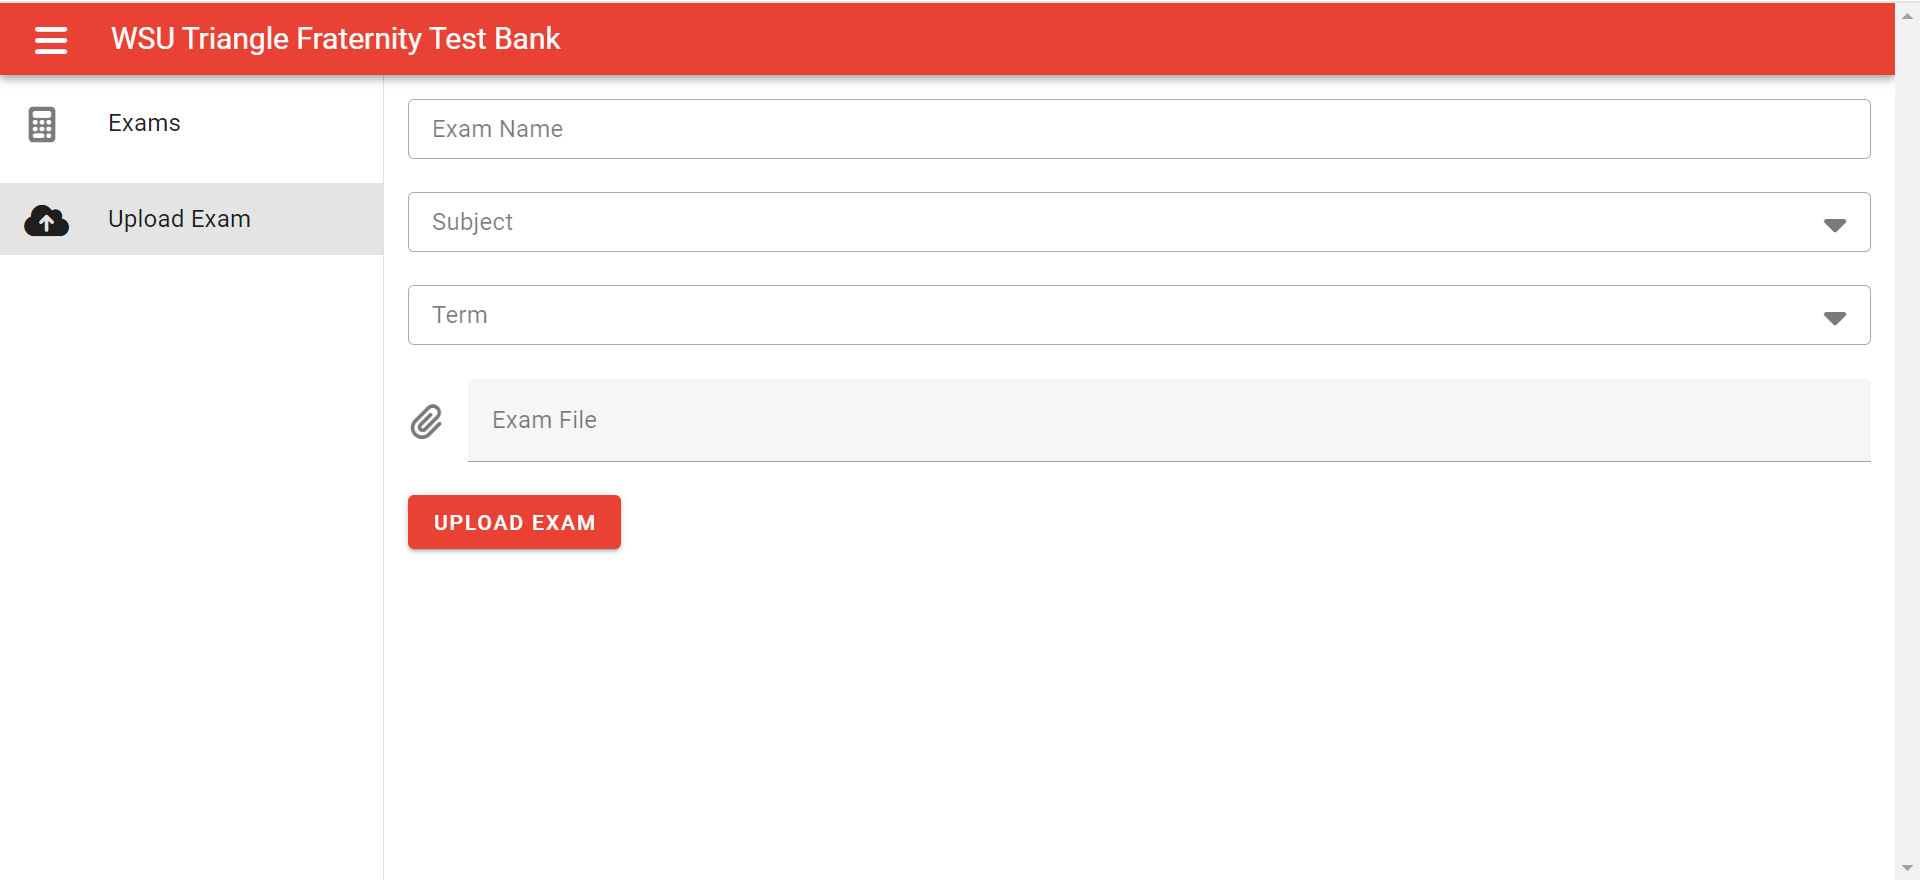 WSU Triangle Fraternity Test Bank
Exams
Upload Exam
Exam Name
Subject
Term
Exam File
UPLOAD EXAM